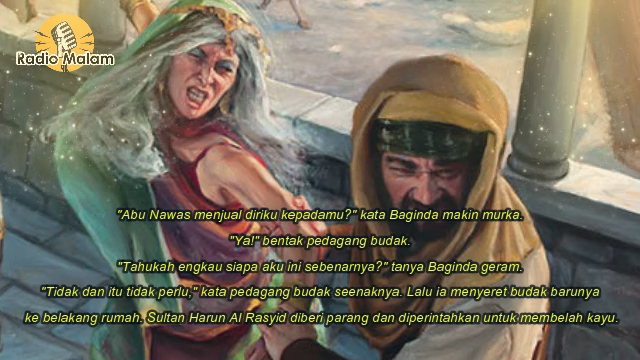 Radio Malam
"Abu Nawas menjual diriku kepadamu?" kata Baginda makin murka.
"Ya!" bentak pedagang budak.
"Tahukah engkau siapa aku ini sebenarnya?" tanya Baginda geram.
"Tidak dan itu tidak perlu," kata pedagang budak seenaknya. Lalu ia menyeret budak barunya
ke belakang rumah. Sultan Harun Al Rasyid diberi parang dan diperintahkan untuk membelah kayu.